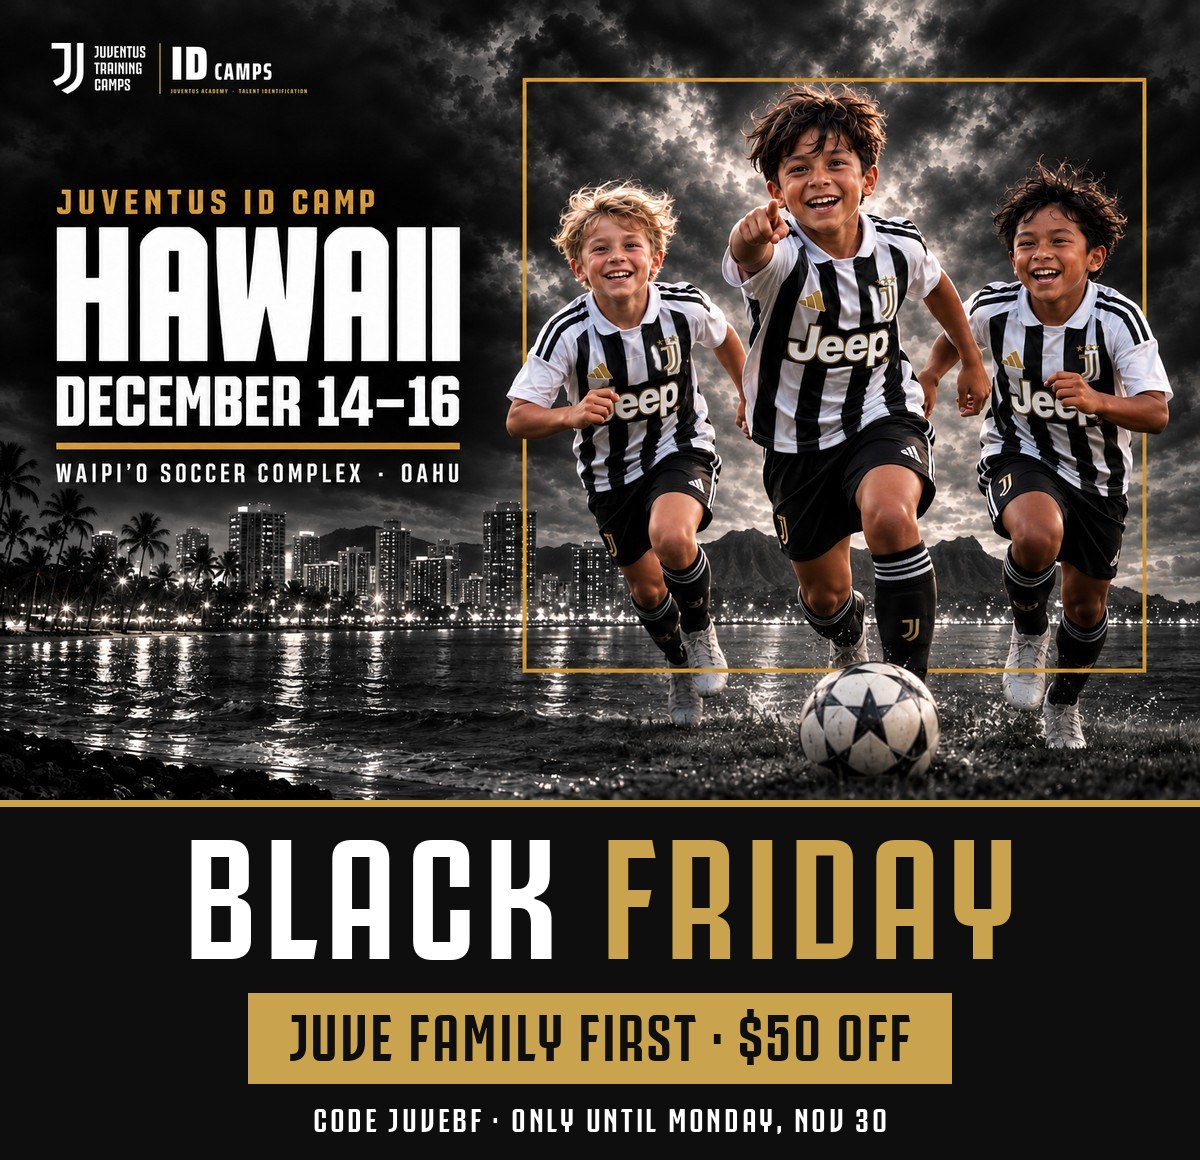 JUVENTUS
TRAINING
CAMPS
ID CAMPS
JUVENTUS ACADEMY · TALENT IDENTIFICATION
JUVENTUS ID CAMP
HAWAII
DECEMBER 14–16
WAIPI'O SOCCER COMPLEX · OAHU
Jeep
Jeep
Jeep
BLACK FRIDAY
JUVE FAMILY FIRST · $50 OFF
CODE JUVEBF · ONLY UNTIL MONDAY, NOV 30